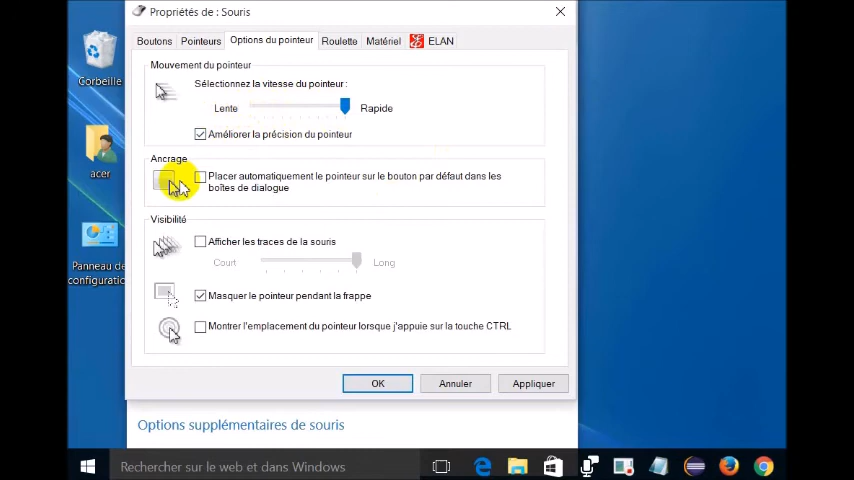 Propriétés de : Souris
Boutons Pointeurs Options du pointeur Roulette Matériel ELAN
Mouvement du pointeur
Sélectionnez la vitesse du pointeur :
Lente Rapide
Améliorer la précision du pointeur
Ancrage
Placer automatiquement le pointeur sur le bouton par défaut dans les
boîtes de dialogue
Visibilité
Afficher les traces de la souris
Court Long
Masquer le pointeur pendant la frappe
Montrer l'emplacement du pointeur lorsque j'appuie sur la touche CTRL
OK Annuler Appliquer
Options supplémentaires de souris
Corbeille
acer
Panneau de
configuration
Rechercher sur le web et dans Windows